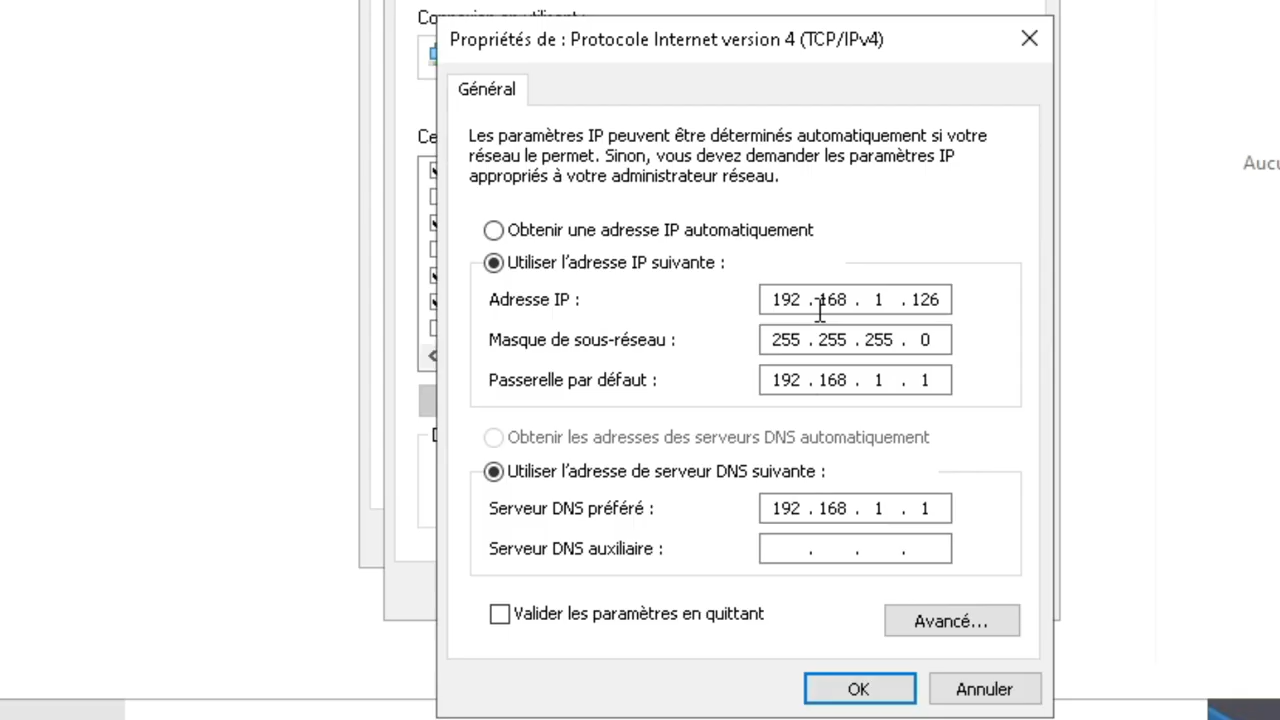 Propriétés de : Protocole Internet version 4 (TCP/IPv4)
Général
Les paramètres IP peuvent être déterminés automatiquement si votre
réseau le permet. Sinon, vous devez demander les paramètres IP
appropriés à votre administrateur réseau.
Obtenir une adresse IP automatiquement
Utiliser l'adresse IP suivante :
Adresse IP : 192 . 168 . 1 . 126
Masque de sous-réseau : 255 . 255 . 255 . 0
Passerelle par défaut : 192 . 168 . 1 . 1
Obtenir les adresses des serveurs DNS automatiquement
Utiliser l'adresse de serveur DNS suivante :
Serveur DNS préféré : 192 . 168 . 1 . 1
Serveur DNS auxiliaire : . . .
Valider les paramètres en quittant
Avancé...
OK Annuler
Ce
Aucu